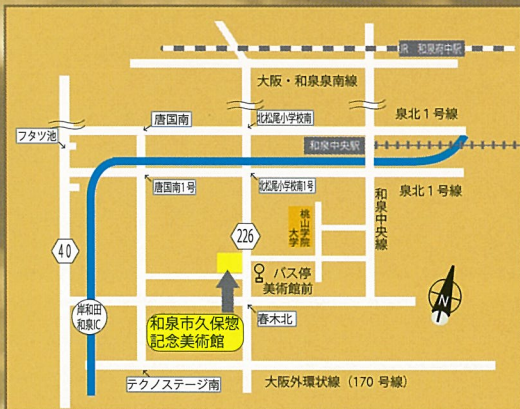 JR 和泉府中駅
大阪・和泉泉南線
唐国南
北松尾小学校南
泉北1号線
フタツ池
和泉中央駅
唐国南1号
北松尾小学校南1号
泉北1号線
和泉中央線
桃山学院
大学
40
226
バス停
美術館前
N
岸和田
和泉IC
和泉市久保惣
記念美術館
春木北
テクノステージ南
大阪外環状線(170号線)